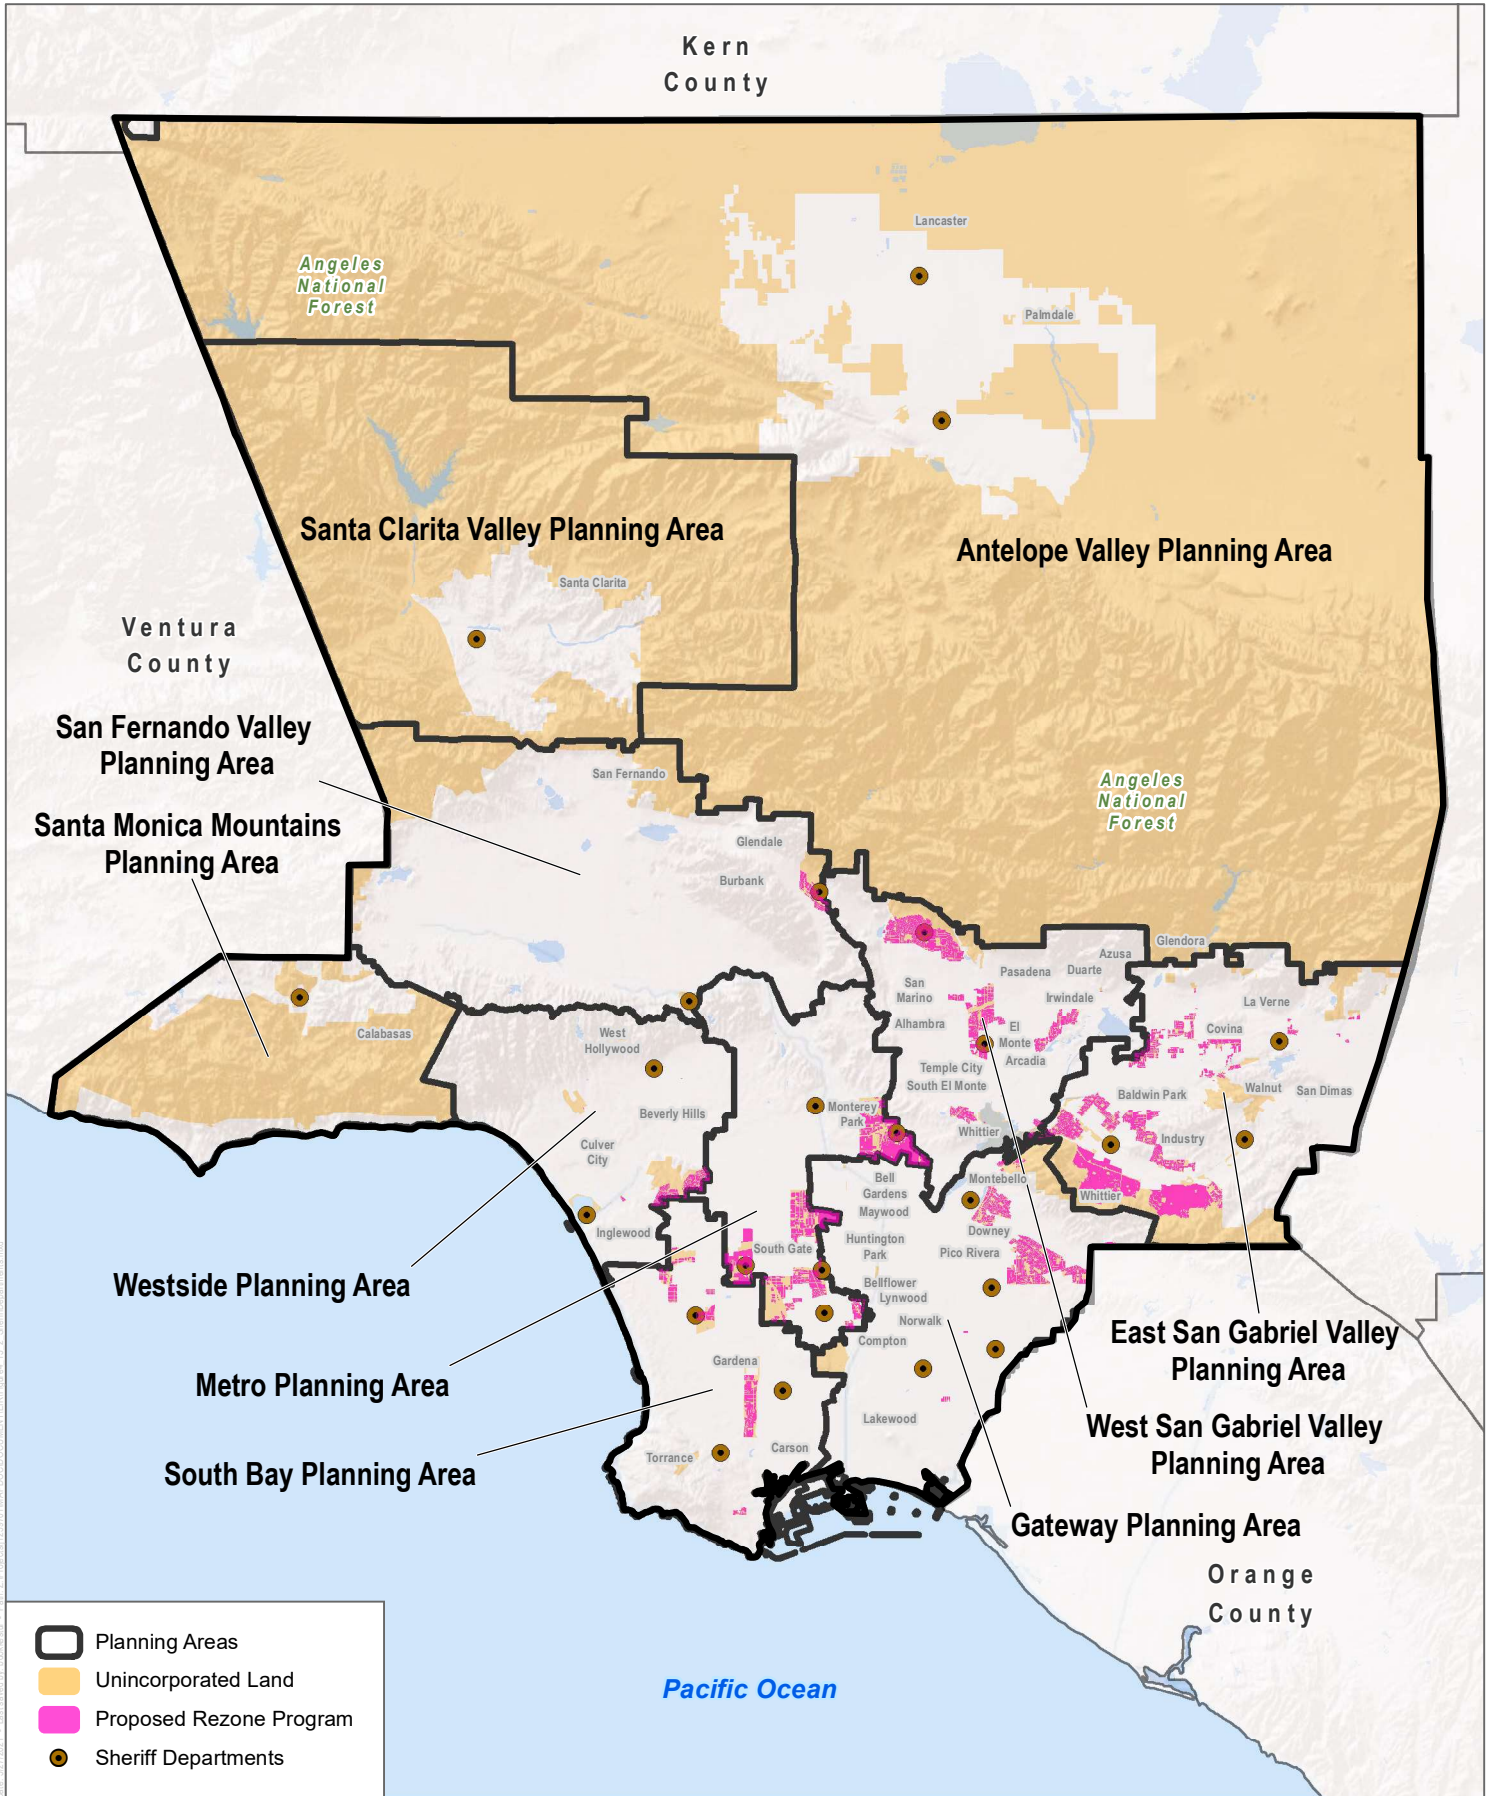 Kern
County
Lancaster
Angeles
National
Forest
Palmdale
Santa Clarita Valley Planning Area
Antelope Valley Planning Area
Santa Clarita
Ventura
County
San Fernando Valley
Planning Area
San Fernando
Angeles
National
Forest
Santa Monica Mountains
Planning Area
Glendale
Burbank
Glendora
Azusa
Pasadena
Duarte
San
Marino
Irwindale
La Verne
Alhambra
El
Monte
Covina
Calabasas
West
Hollywood
Arcadia
Temple City
South El Monte
Walnut
San Dimas
Baldwin Park
Beverly Hills
Monterey
Park
Whittier
Industry
Culver
City
Montebello
Bell
Gardens
Whittier
Maywood
Inglewood
Downey
South Gate
Huntington
Park
Pico Rivera
Westside Planning Area
Bellflower
Lynwood
Norwalk
East San Gabriel Valley
Planning Area
Compton
Gardena
Metro Planning Area
Lakewood
West San Gabriel Valley
Planning Area
Carson
Torrance
South Bay Planning Area
Gateway Planning Area
Orange
County
Planning Areas
Unincorporated Land
Proposed Rezone Program
Sheriff Departments
Pacific Ocean